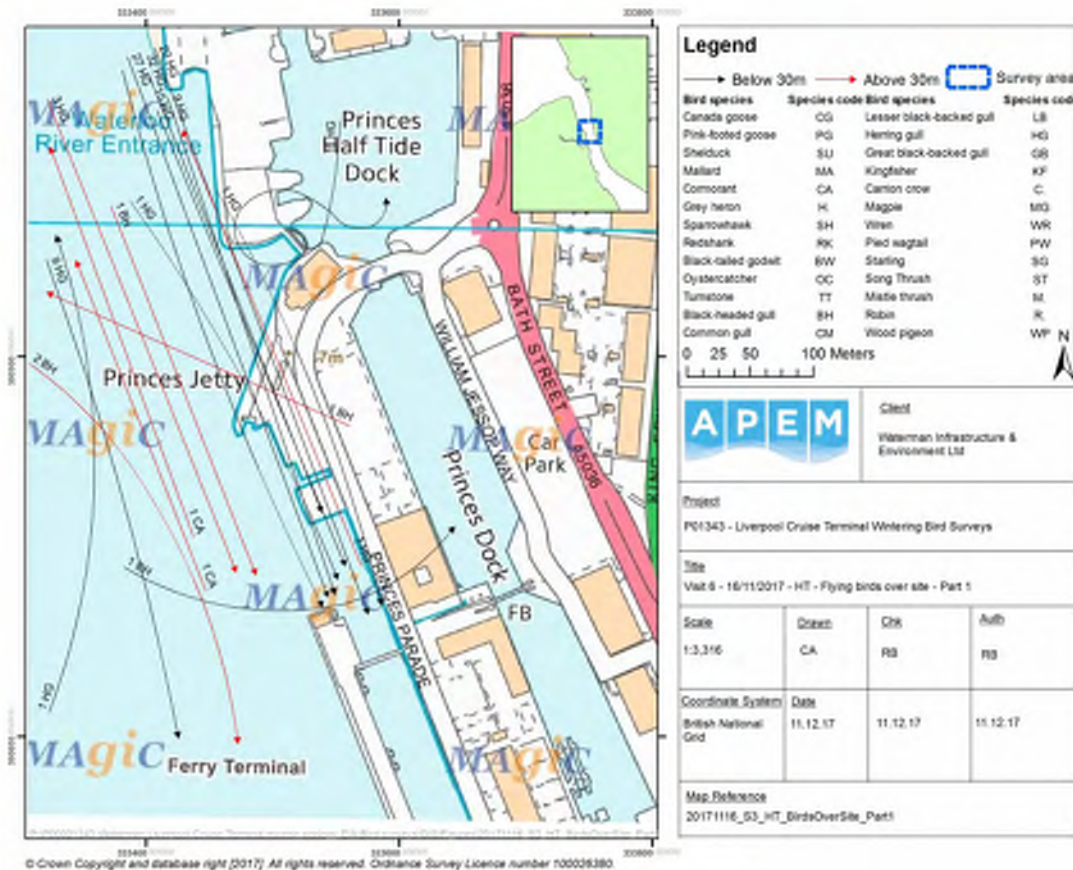 Waterloo
River Entrance
Princes
Half Tide
Dock
Princes Jetty
7m
WILLIAM JESSOP WAY
BATH STREET
A5036
Car
Park
Princes Dock
PRINCES PARADE
FB
Ferry Terminal
1 HG
1 BH
1 HG
2 BH
1 CA
1 CA
1 BH
1 HG
MAgiC
MAgiC
MAgiC
MAgiC
MAgiC
MAgiC
MAgiC
© Crown Copyright and database right [2017]. All rights reserved. Ordnance Survey Licence number 100026380.
Legend
Below 30m Above 30m Survey area
Bird species Species code Bird species Species code
Canada goose CG Lesser black-backed gull LB
Pink-footed goose PG Herring gull HG
Shelduck SU Great black-backed gull GB
Mallard MA Kingfisher KF
Cormorant CA Carrion crow C.
Grey heron H. Magpie MG
Sparrowhawk SH Wren WR
Redshank RK Pied wagtail PW
Black-tailed godwit BW Starling SG
Oystercatcher OC Song Thrush ST
Turnstone TT Mistle thrush M.
Black-headed gull BH Robin R.
Common gull CM Wood pigeon WP
N
0 25 50 100 Meters
APEM
Client
Waterman Infrastructure &
Environment Ltd
Project
P01343 - Liverpool Cruise Terminal Wintering Bird Surveys
Title
Visit 6 - 16/11/2017 - HT - Flying birds over site - Part 1
Scale Drawn Chk Auth
1:3,316 CA RB RB
Coordinate System Date
British National
Grid
11.12.17 11.12.17 11.12.17
Map Reference
20171116_S3_HT_BirdsOverSite_Part1